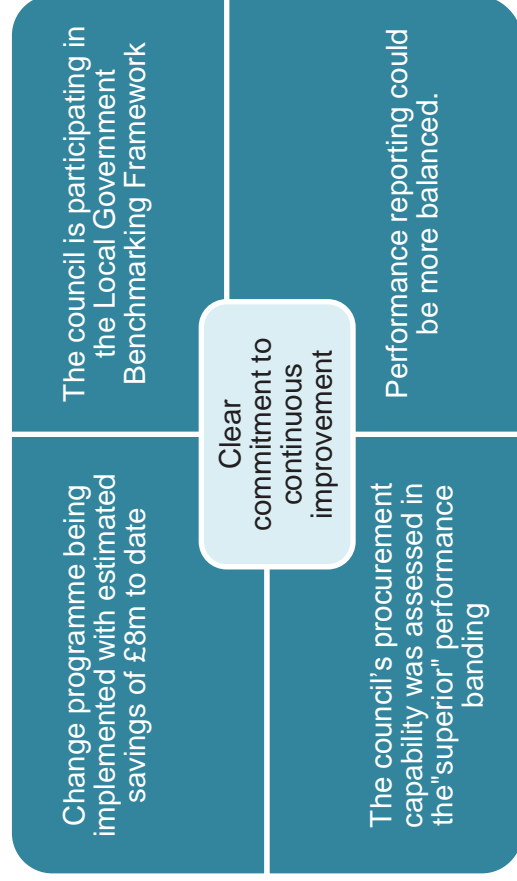 Change programme being
implemented with estimated
savings of £8m to date
The council is participating in
the Local Government
Benchmarking Framework
Clear
commitment to
continuous
improvement
The council's procurement
capability was assessed in
the"superior" performance
banding
Performance reporting could
be more balanced.